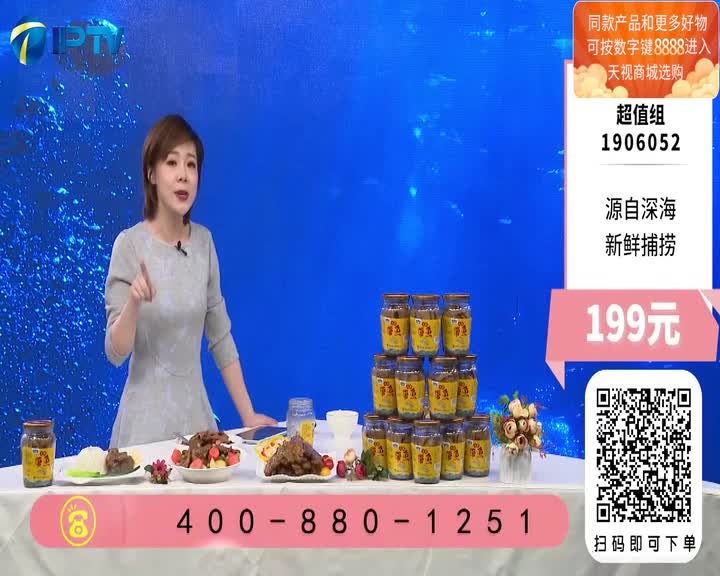 IPTV
同款产品和更多好物
可按数字键8888进入
天视商城选购
超值组
1906052
源自深海
新鲜捕捞
199元
400-880-1251
扫码即可下单